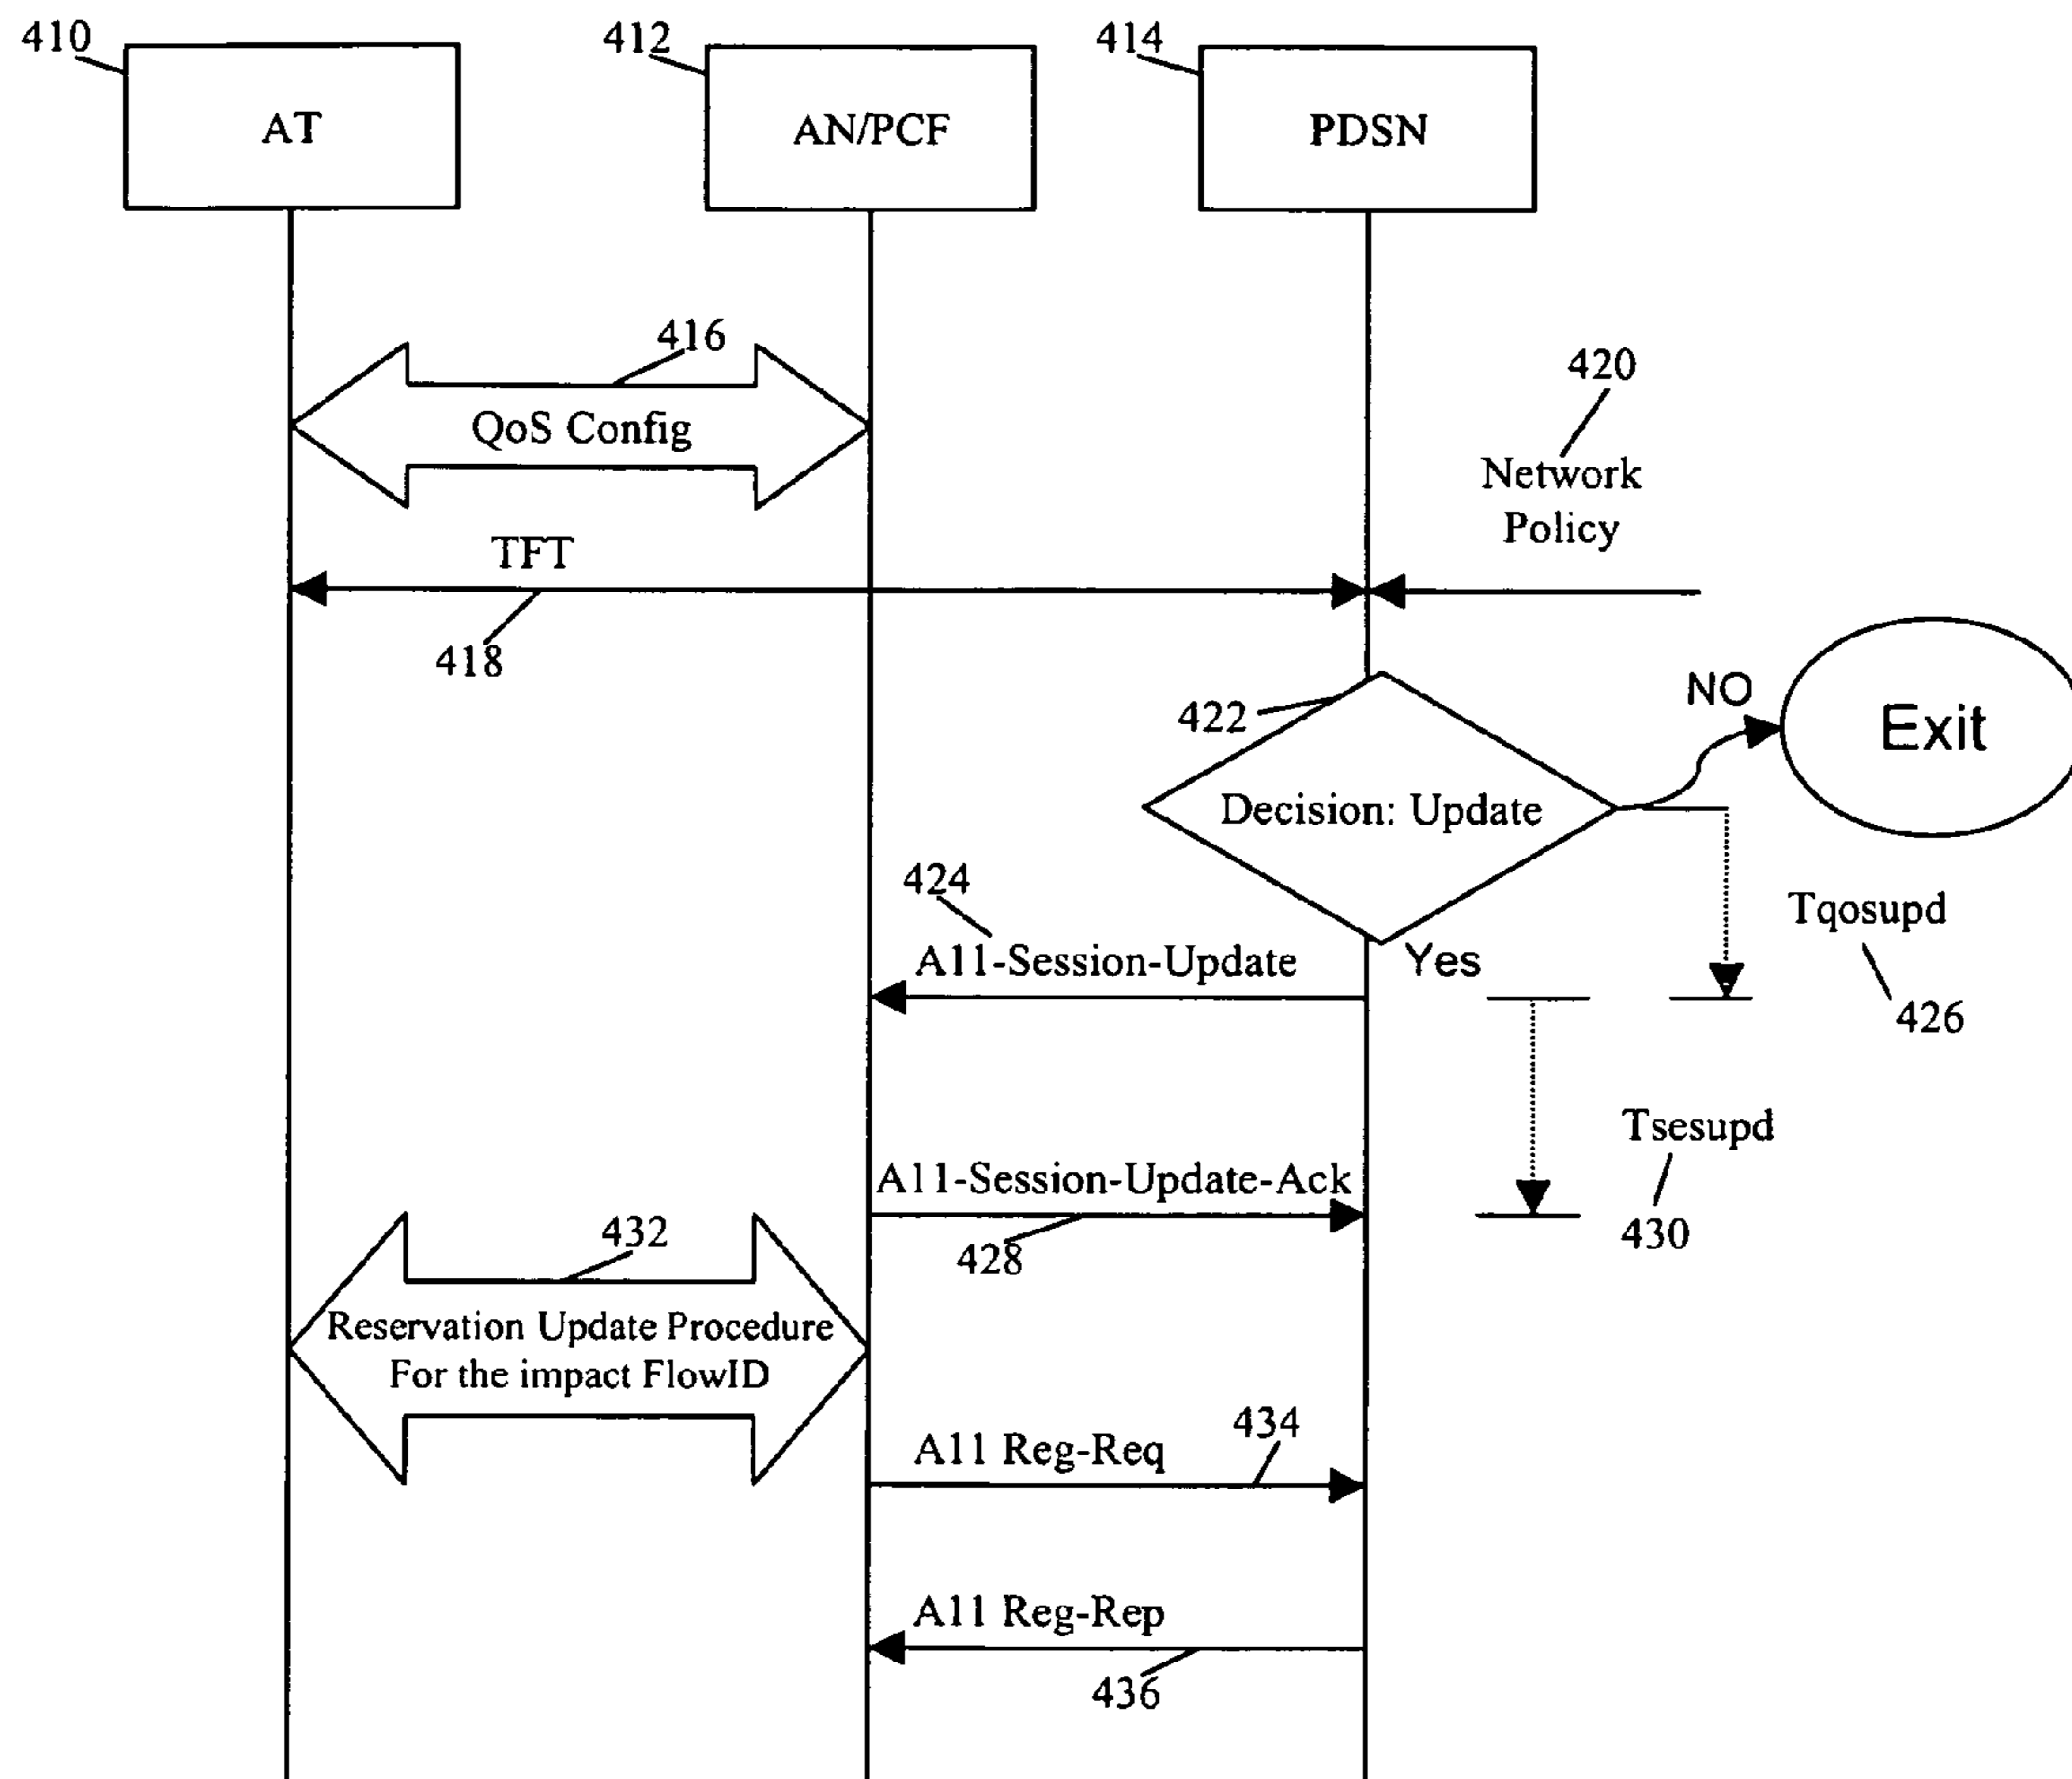 410
412
414
AT
AN/PCF
PDSN
416
QoS Config
420
Network
Policy
TFT
418
422
NO
Exit
Decision: Update
424
Tqosupd
A11-Session-Update
Yes
426
Tsesupd
A11-Session-Update-Ack
432
428
430
Reservation Update Procedure
For the impact FlowID
434
A11 Reg-Req
A11 Reg-Rep
436